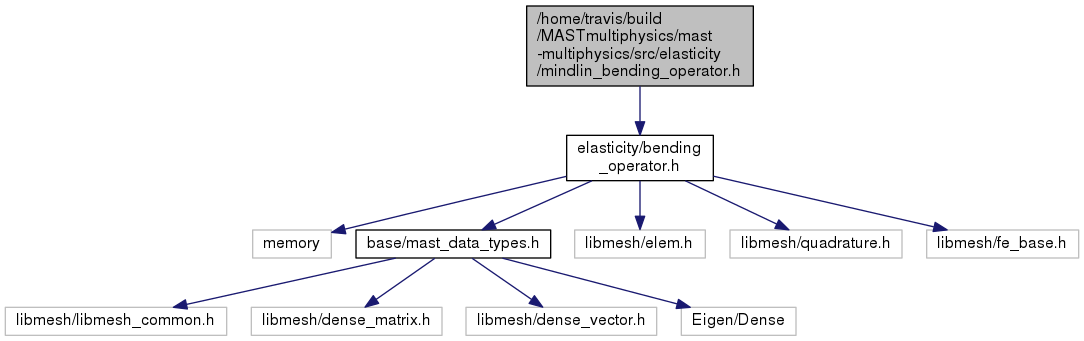 /home/travis/build
/MASTmultiphysics/mast
-multiphysics/src/elasticity
/mindlin_bending_operator.h
elasticity/bending
_operator.h
memory
base/mast_data_types.h
libmesh/elem.h
libmesh/quadrature.h
libmesh/fe_base.h
libmesh/libmesh_common.h
libmesh/dense_matrix.h
libmesh/dense_vector.h
Eigen/Dense